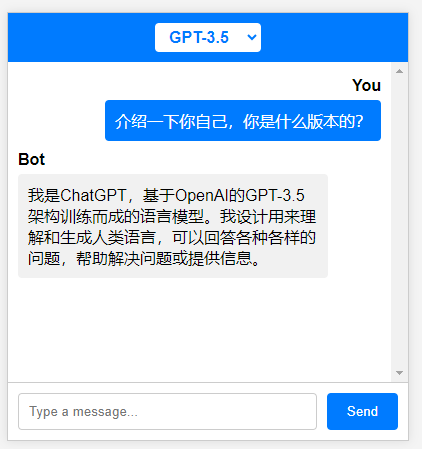 GPT-3.5
You
介绍一下你自己，你是什么版本的？
Bot
我是ChatGPT，基于OpenAI的GPT-3.5
架构训练而成的语言模型。我设计用来理
解和生成人类语言，可以回答各种各样的
问题，帮助解决问题或提供信息。
Type a message...
Send